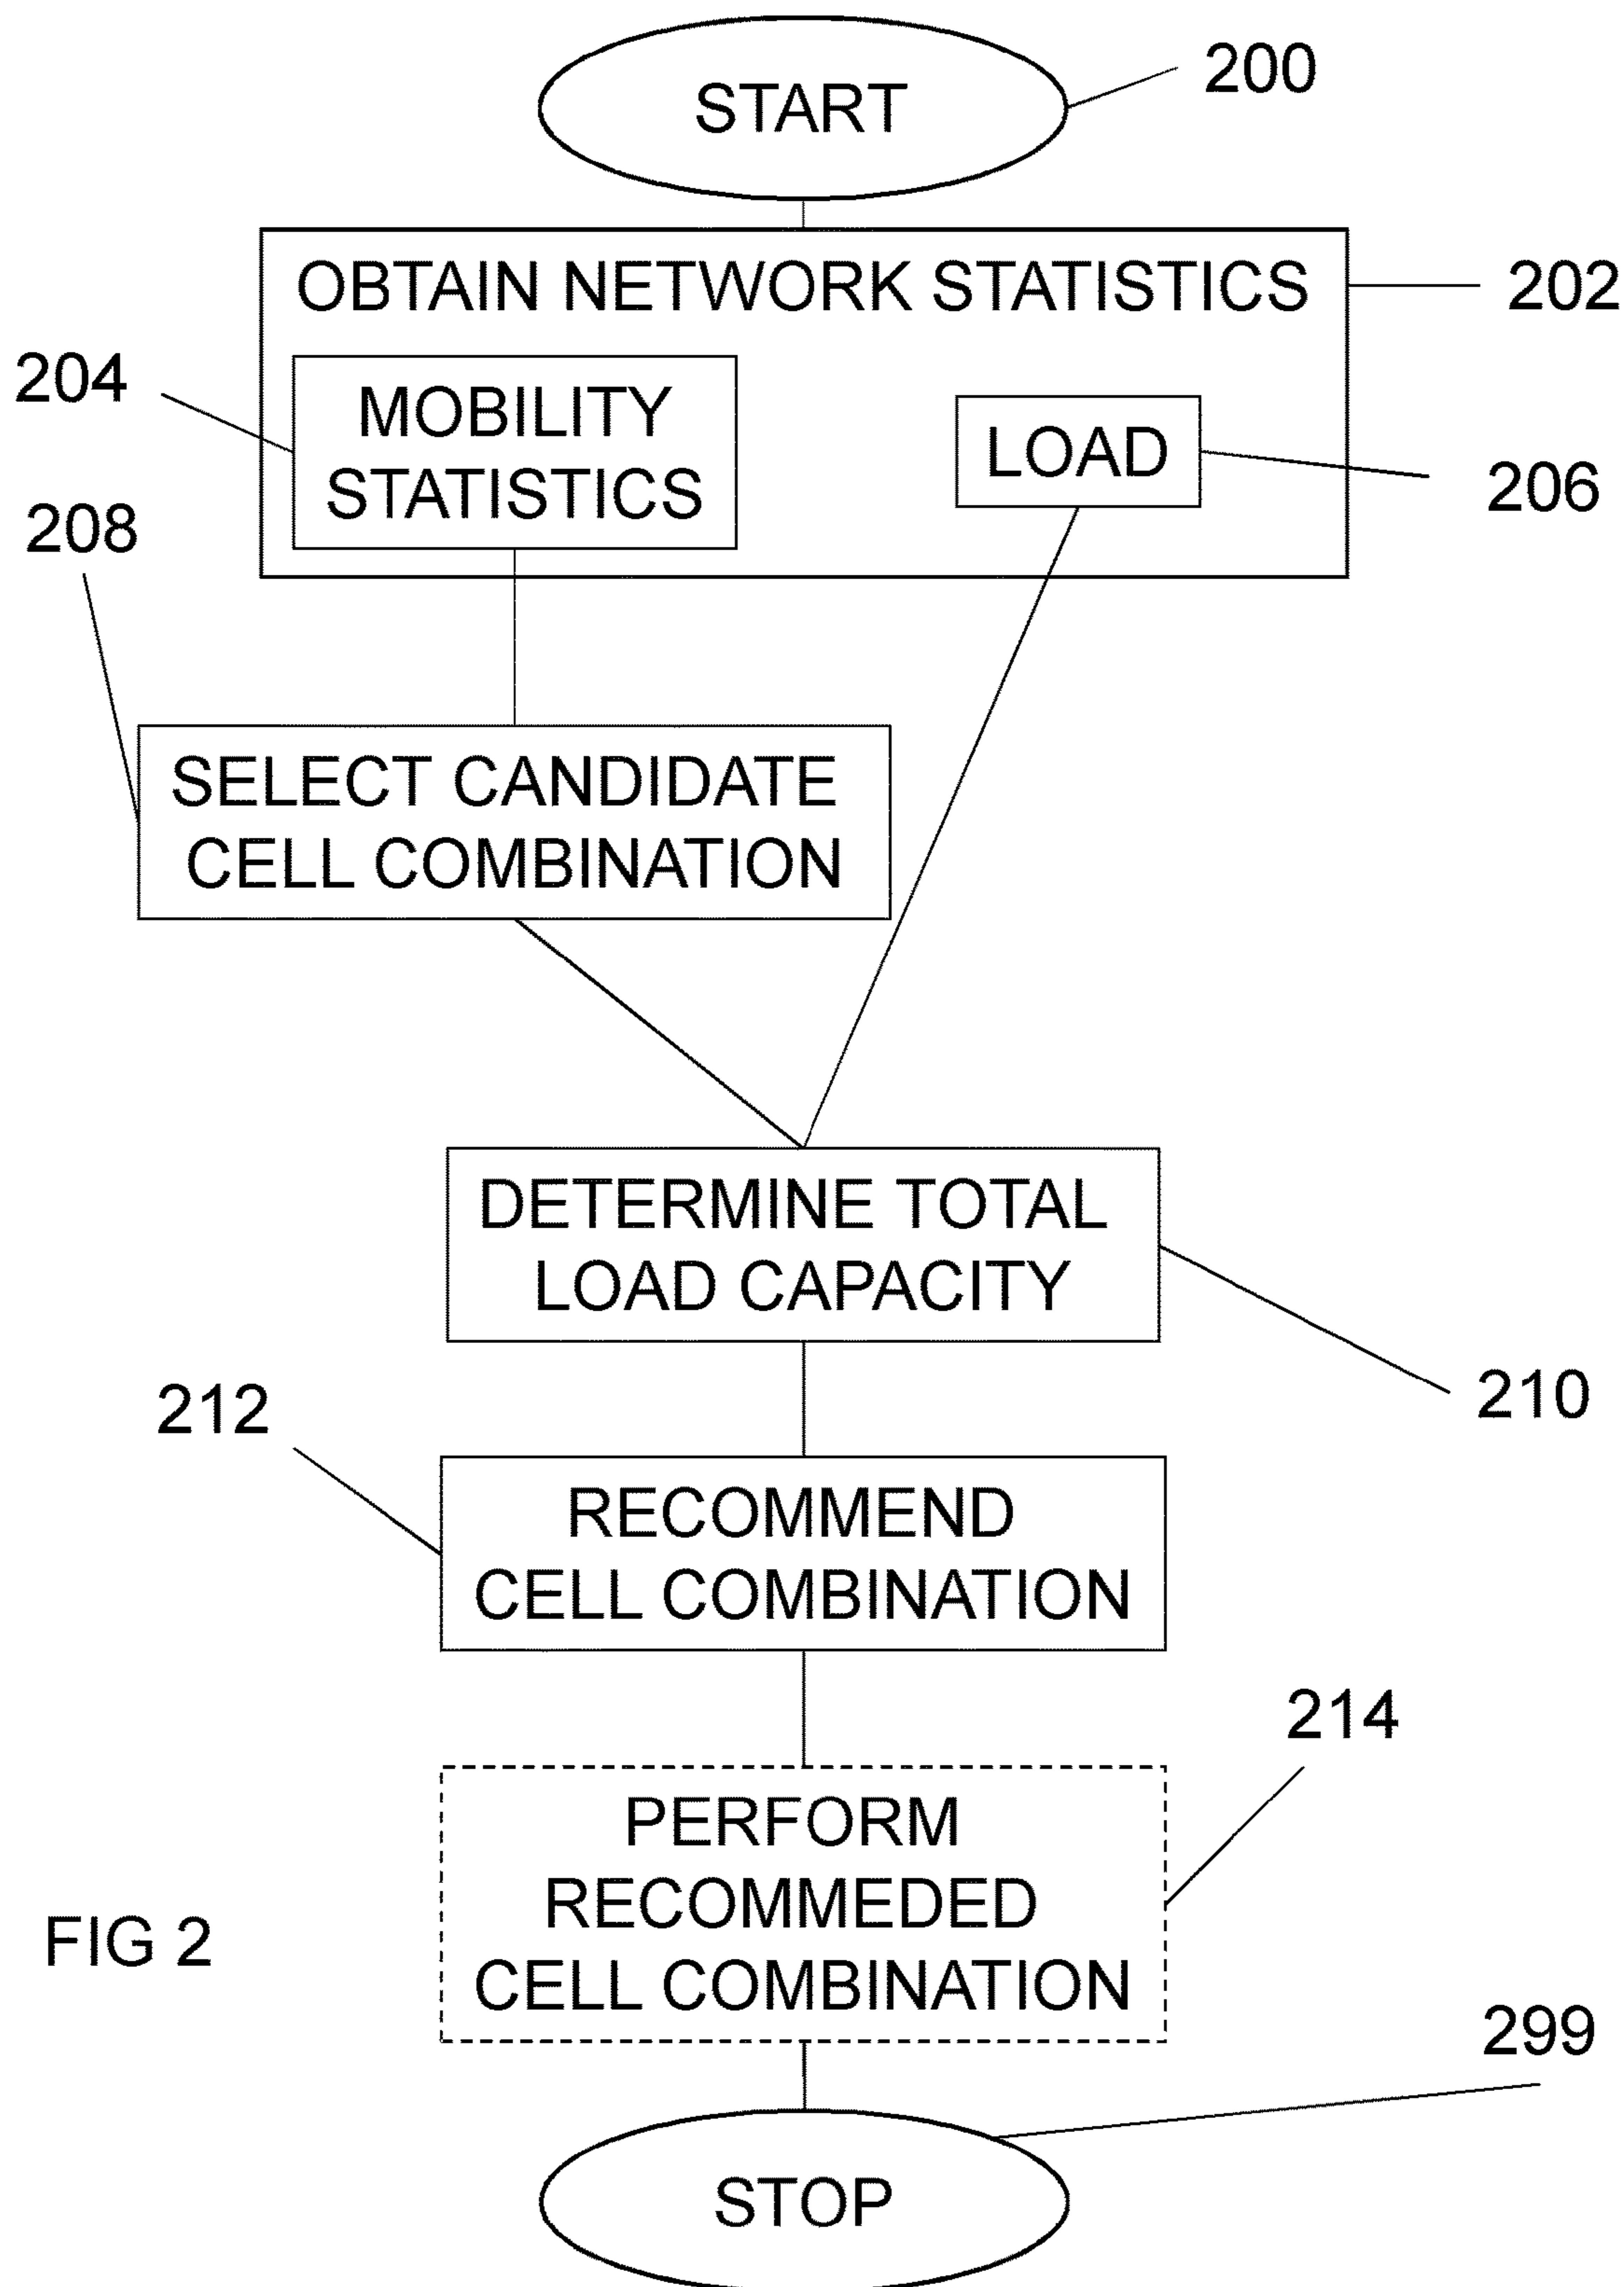 START
200
OBTAIN NETWORK STATISTICS
202
204
MOBILITY
STATISTICS
LOAD
206
208
SELECT CANDIDATE
CELL COMBINATION
DETERMINE TOTAL
LOAD CAPACITY
210
212
RECOMMEND
CELL COMBINATION
214
PERFORM
RECOMMEDED
CELL COMBINATION
FIG 2
299
STOP